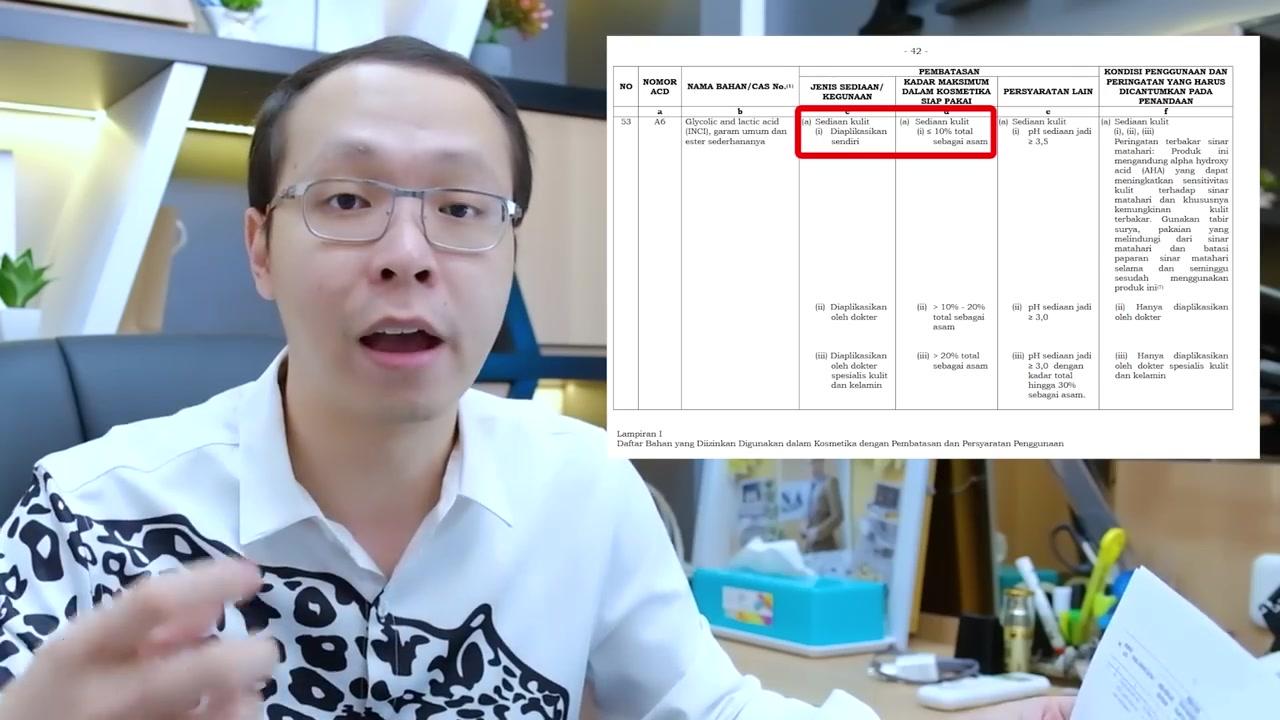 - 42 -
PEMBATASAN
NO
NOMOR ACD
NAMA BAHAN/CAS No.(1)
JENIS SEDIAAN/
KEGUNAAN
KADAR MAKSIMUM
DALAM KOSMETIKA
SIAP PAKAI
PERSYARATAN LAIN
KONDISI PENGGUNAAN DAN
PERINGATAN YANG HARUS
DICANTUMKAN PADA
PENANDAAN
a
b
c
d
e
f
53
A6
Glycolic and lactic acid
(INCI), garam umum dan
ester sederhananya
(a) Sediaan kulit
(i) Diaplikasikan
sendiri
(a) Sediaan kulit
(i) ≤ 10% total
sebagai asam
(a) Sediaan kulit
(i) pH sediaan jadi
≥ 3,5
(a) Sediaan kulit
(i), (ii), (iii)
Peringatan terbakar sinar
matahari: Produk ini
mengandung alpha hydroxy
acid (AHA) yang dapat
meningkatkan sensitivitas
kulit terhadap sinar
matahari dan khususnya
kemungkinan kulit
terbakar. Gunakan tabir
surya, pakaian yang
melindungi dari sinar
matahari dan batasi
paparan sinar matahari
selama dan seminggu
sesudah menggunakan
produk ini(7)
(ii) Diaplikasikan
oleh dokter
(ii) > 10% - 20%
total sebagai
asam
(ii) pH sediaan jadi
≥ 3,0
(ii) Hanya diaplikasikan
oleh dokter
(iii) Diaplikasikan
oleh dokter
spesialis kulit
dan kelamin
(iii) > 20% total
sebagai asam
(iii) pH sediaan jadi
≥ 3,0 dengan
kadar total
hingga 30%
sebagai asam.
(iii) Hanya diaplikasikan
oleh dokter spesialis kulit
dan kelamin
Lampiran I
Daftar Bahan yang Diizinkan Digunakan dalam Kosmetika dengan Pembatasan dan Persyaratan Penggunaan